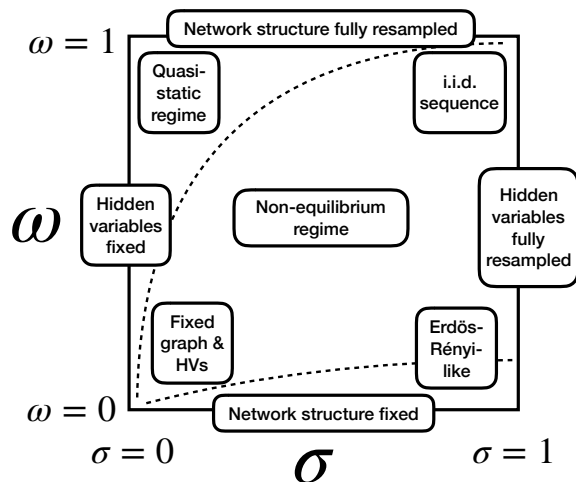 Network structure fully resampled
ω = 1
Quasi-
static
regime
i.i.d.
sequence
Hidden
variables
fixed
ω
Non-equilibrium
regime
Hidden
variables
fully
resampled
Fixed
graph &
HVs
Erdös-
Rényi-
like
ω = 0
Network structure fixed
σ = 0
σ
σ = 1